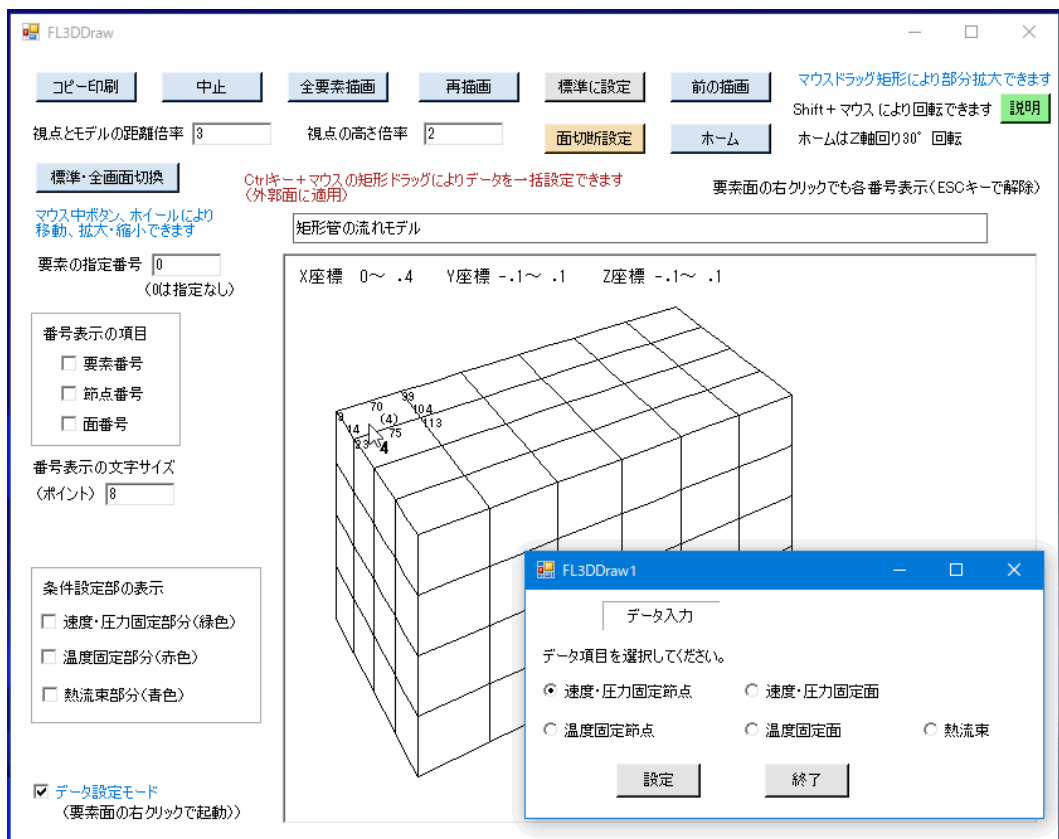 FL3DDraw
コピー印刷 中止 全要素描画 再描画 標準に設定 前の描画
マウスドラッグ矩形により部分拡大できます
Shift+マウスにより回転できます 説明
視点とモデルの距離倍率 3 視点の高さ倍率 2 面切断設定 ホーム ホームはZ軸回り30°回転
標準・全画面切換
Ctrlキー+マウスの矩形ドラッグによりデータを一括設定できます
(外郭面に適用)
要素面の右クリックでも各番号表示(ESCキーで解除)
マウス中ボタン、ホイールにより
移動、拡大・縮小できます
矩形管の流れモデル
要素の指定番号 0
(0は指定なし)
X座標 0~ .4 Y座標 -.1~ .1 Z座標 -.1~ .1
番号表示の項目
要素番号
節点番号
面番号
99
70 104
9 (4) 113
14 75
23 4
番号表示の文字サイズ
(ポイント) 8
条件設定部の表示
速度・圧力固定部分(緑色)
温度固定部分(赤色)
熱流束部分(青色)
データ設定モード
(要素面の右クリックで起動))
FL3DDraw1
データ入力
データ項目を選択してください。
速度・圧力固定節点 速度・圧力固定面
温度固定節点 温度固定面 熱流束
設定 終了